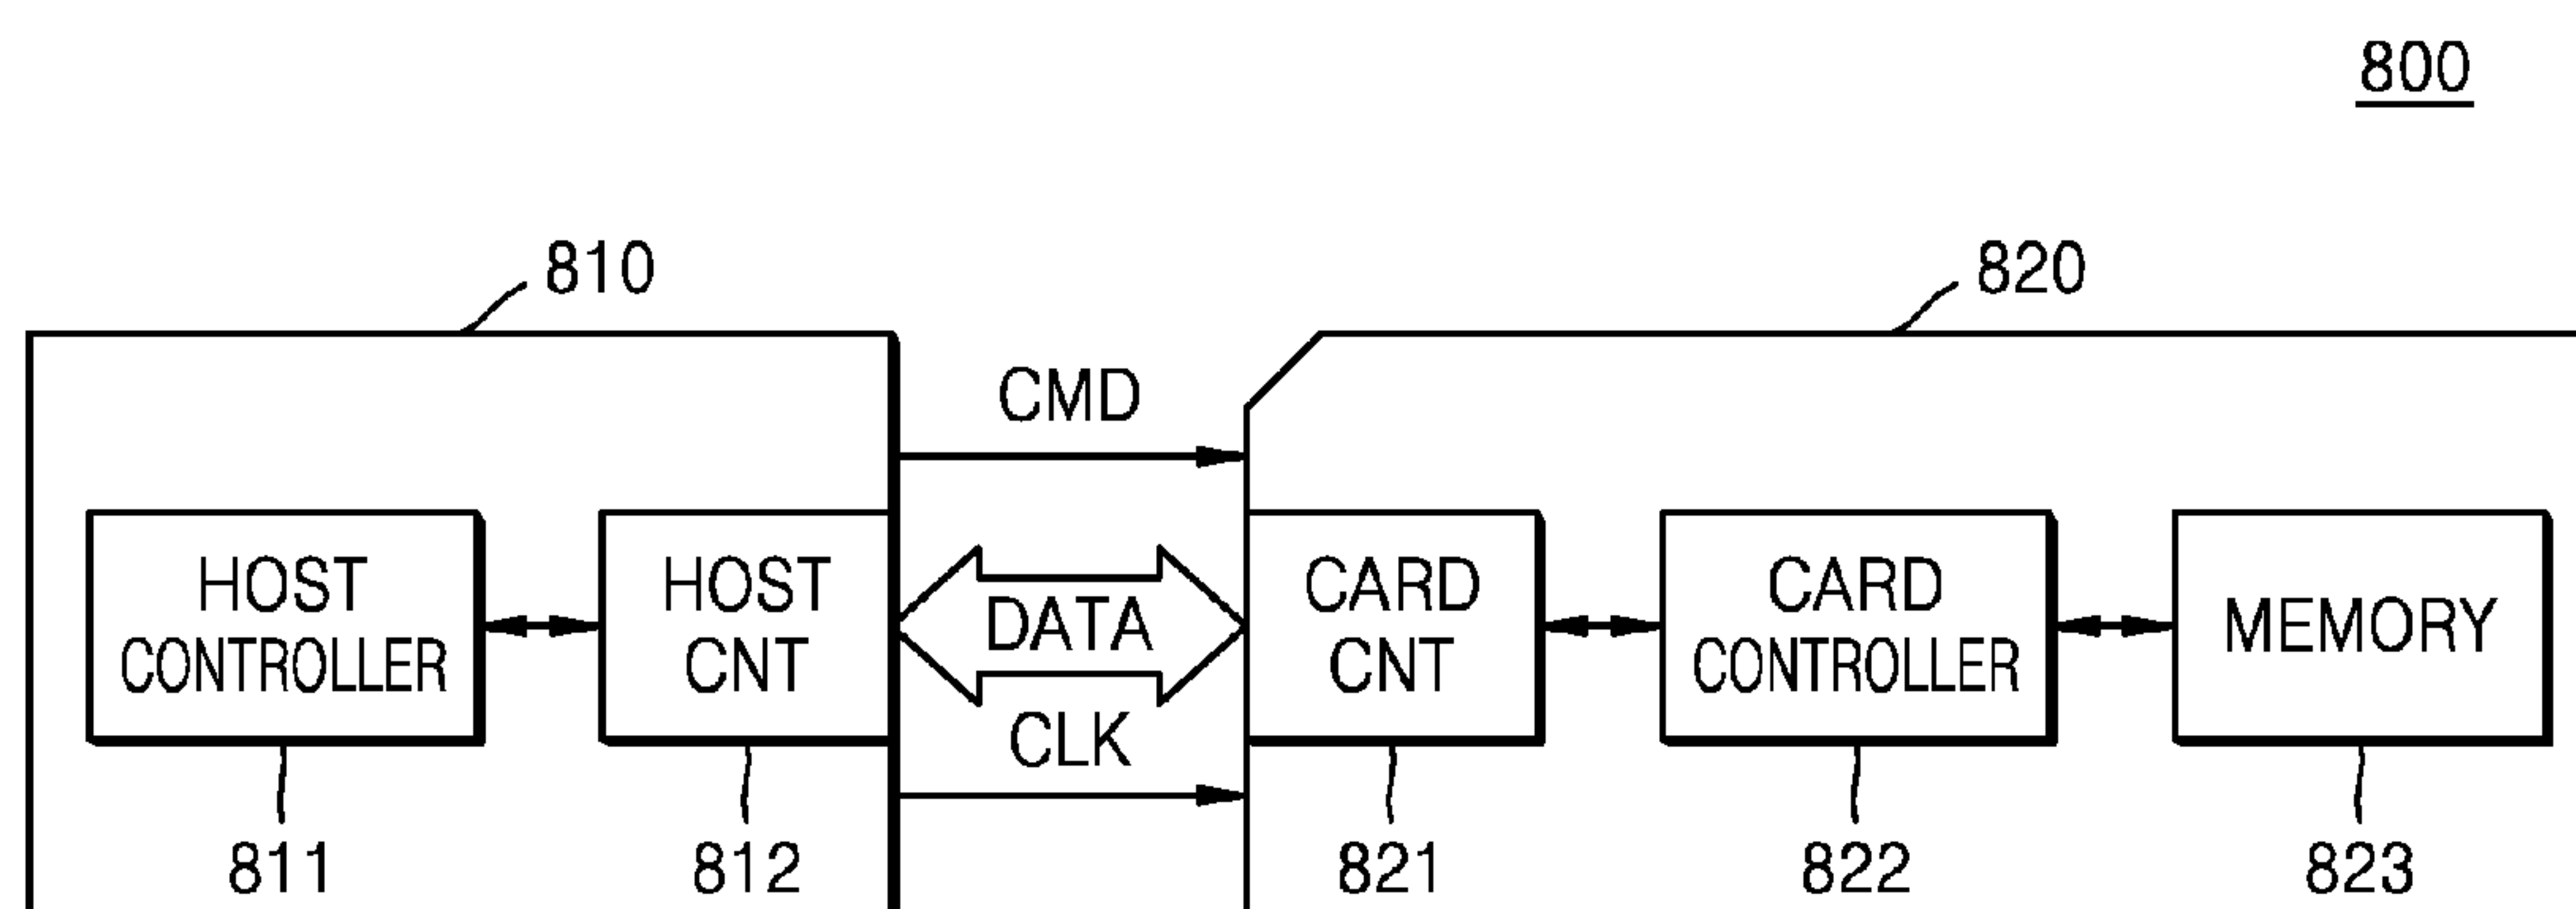 800
810
820
CMD
HOST
CONTROLLER
HOST
CNT
DATA
CARD
CNT
CARD
CONTROLLER
MEMORY
CLK
811
812
821
822
823